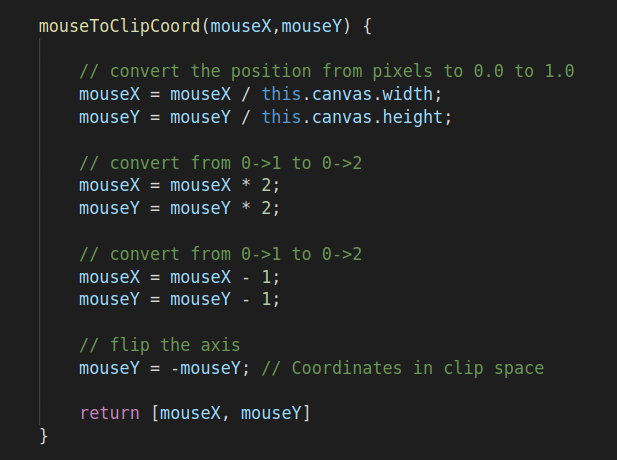 mouseToClipCoord(mouseX,mouseY) {
// convert the position from pixels to 0.0 to 1.0
mouseX = mouseX / this.canvas.width;
mouseY = mouseY / this.canvas.height;
// convert from 0->1 to 0->2
mouseX = mouseX * 2;
mouseY = mouseY * 2;
// convert from 0->1 to 0->2
mouseX = mouseX - 1;
mouseY = mouseY - 1;
// flip the axis
mouseY = -mouseY; // Coordinates in clip space
return [mouseX, mouseY]
}